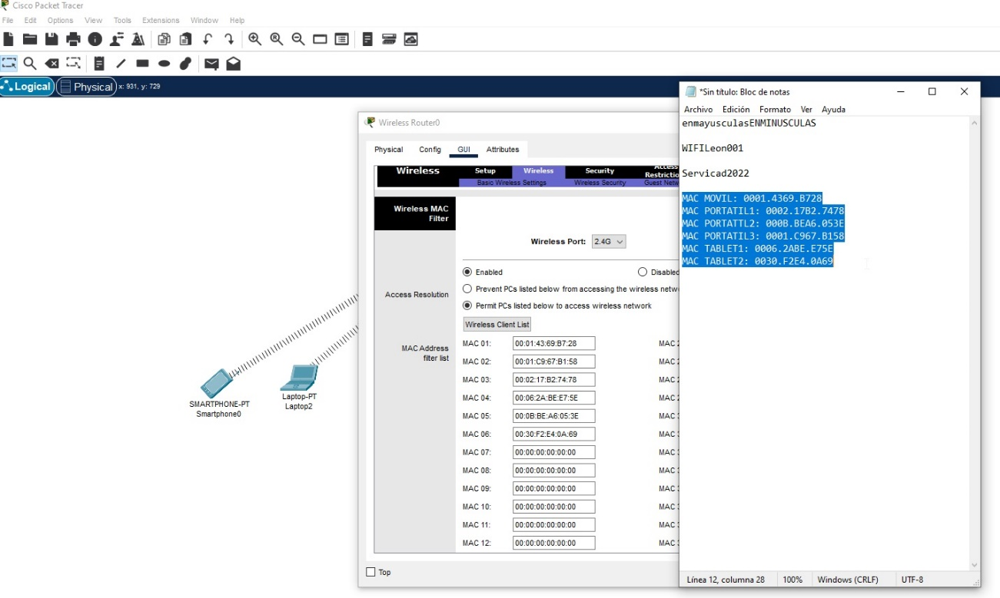 Cisco Packet Tracer
File Edit Options View Tools Extensions Window Help
Logical Physical x: 931, y: 729
*Sin título: Bloc de notas
Archivo Edición Formato Ver Ayuda
enmayusculasENMINUSCULAS
WIFILeon001
Servicad2022
MAC MOVIL: 0001.4369.B728
MAC PORTATIL1: 0002.17B2.7478
MAC PORTATTL2: 000B.BEA6.053E
MAC PORTATIL3: 0001.C967.B158
MAC TABLET1: 0006.2ABE.E75E
MAC TABLET2: 0030.F2E4.0A69
Línea 12, columna 28 100% Windows (CRLF) UTF-8
Wireless Router0
Physical Config GUI Attributes
Wireless Setup Wireless Security Access
Restrictio
Basic Wireless Settings Wireless Security Guest Netw
Wireless MAC
Filter
Wireless Port: 2.4G
Enabled Disabled
Access Resolution
Prevent PCs listed below from accessing the wireless netw
Permit PCs listed below to access wireless network
Wireless Client List
MAC Address
filter list
MAC 01: 00:01:43:69:B7:28 MAC
MAC 02: 00:01:C9:67:B1:58 MAC
MAC 03: 00:02:17:B2:74:78 MAC
MAC 04: 00:06:2A:BE:E7:5E MAC
MAC 05: 00:0B:BE:A6:05:3E MAC
MAC 06: 00:30:F2:E4:0A:69 MAC
MAC 07: 00:00:00:00:00:00 MAC
MAC 08: 00:00:00:00:00:00 MAC
MAC 09: 00:00:00:00:00:00 MAC
MAC 10: 00:00:00:00:00:00 MAC
MAC 11: 00:00:00:00:00:00 MAC
MAC 12: 00:00:00:00:00:00 MAC
Top
SMARTPHONE-PT
Smartphone0
Laptop-PT
Laptop2